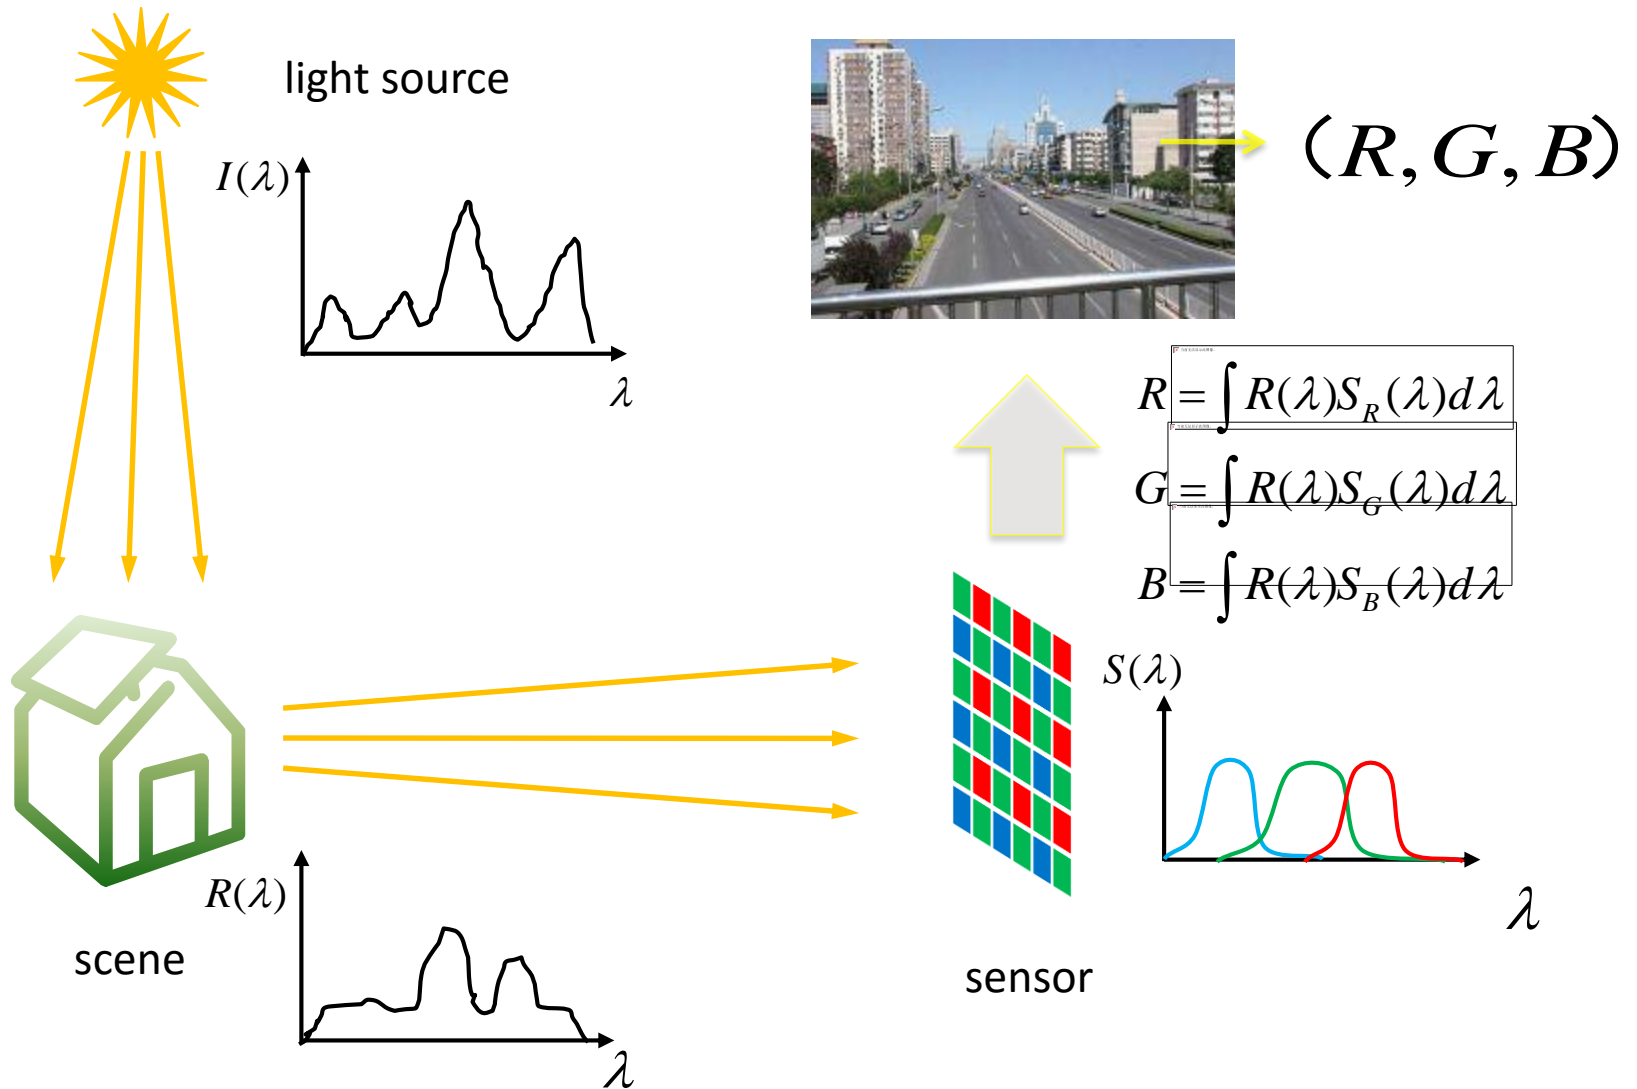 light source
I(λ)
λ
(R, G, B)
R = ∫ R(λ)S_R(λ)dλ
G = ∫ R(λ)S_G(λ)dλ
B = ∫ R(λ)S_B(λ)dλ
S(λ)
λ
R(λ)
λ
scene
sensor